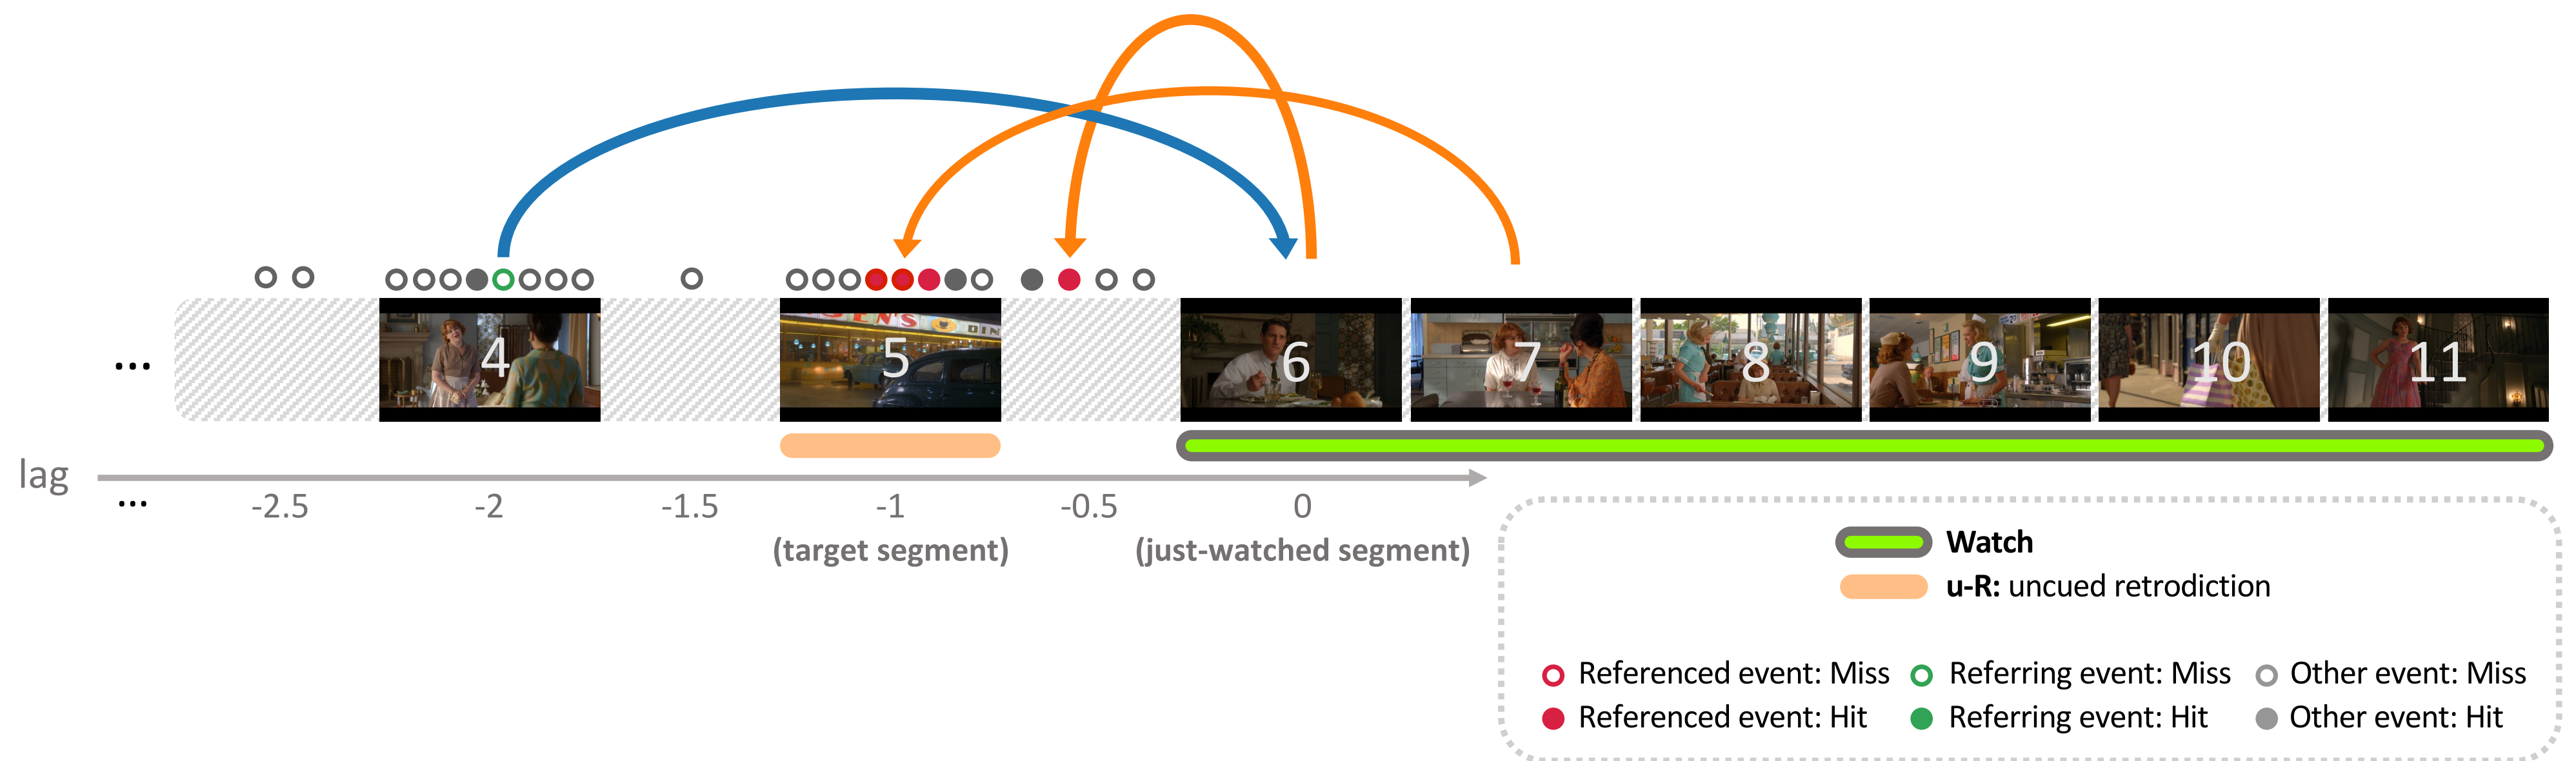 SEN'S DIN
... 4 5 6 7 8 9 10 11
lag
... -2.5 -2 -1.5 -1 -0.5 0
(target segment) (just-watched segment)
Watch
u-R: uncued retrodiction
Referenced event: Miss Referring event: Miss Other event: Miss
Referenced event: Hit Referring event: Hit Other event: Hit